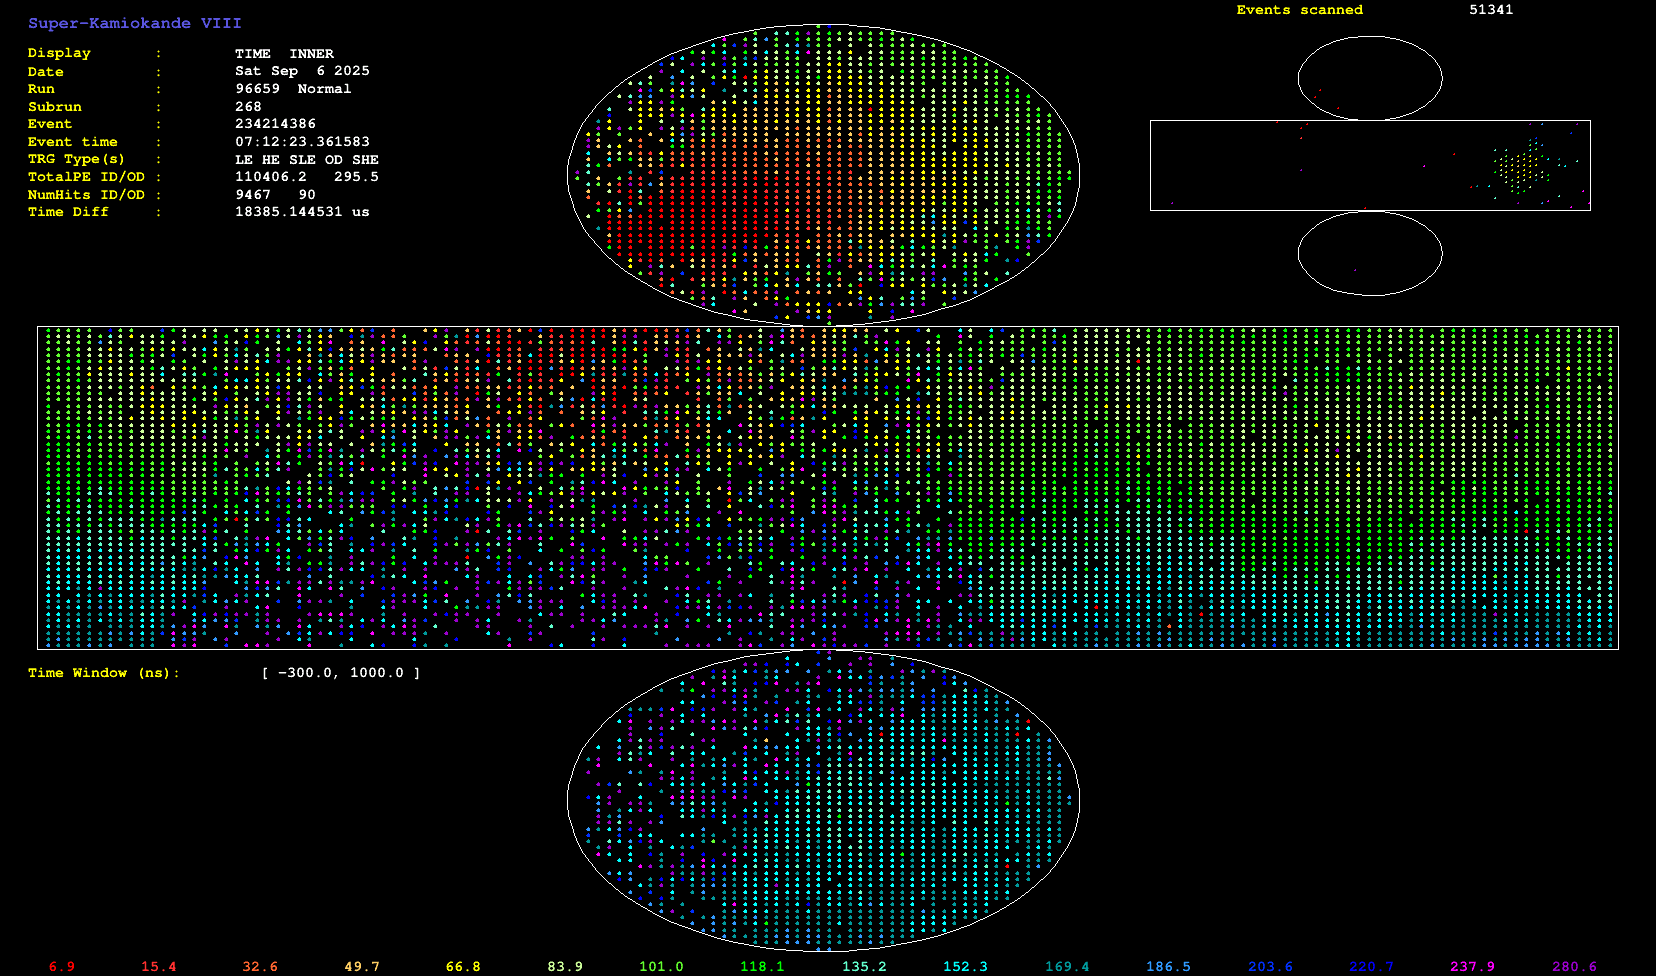 Super-Kamiokande VIII
Display : TIME INNER
Date : Sat Sep 6 2025
Run : 96659 Normal
Subrun : 268
Event : 234214386
Event time : 07:12:23.361583
TRG Type(s) : LE HE SLE OD SHE
TotalPE ID/OD : 110406.2 295.5
NumHits ID/OD : 9467 90
Time Diff : 18385.144531 us
Events scanned 51341
Time Window (ns): [ -300.0, 1000.0 ]
6.9 15.4 32.6 49.7 66.8 83.9 101.0 118.1 135.2 152.3 169.4 186.5 203.6 220.7 237.9 280.6